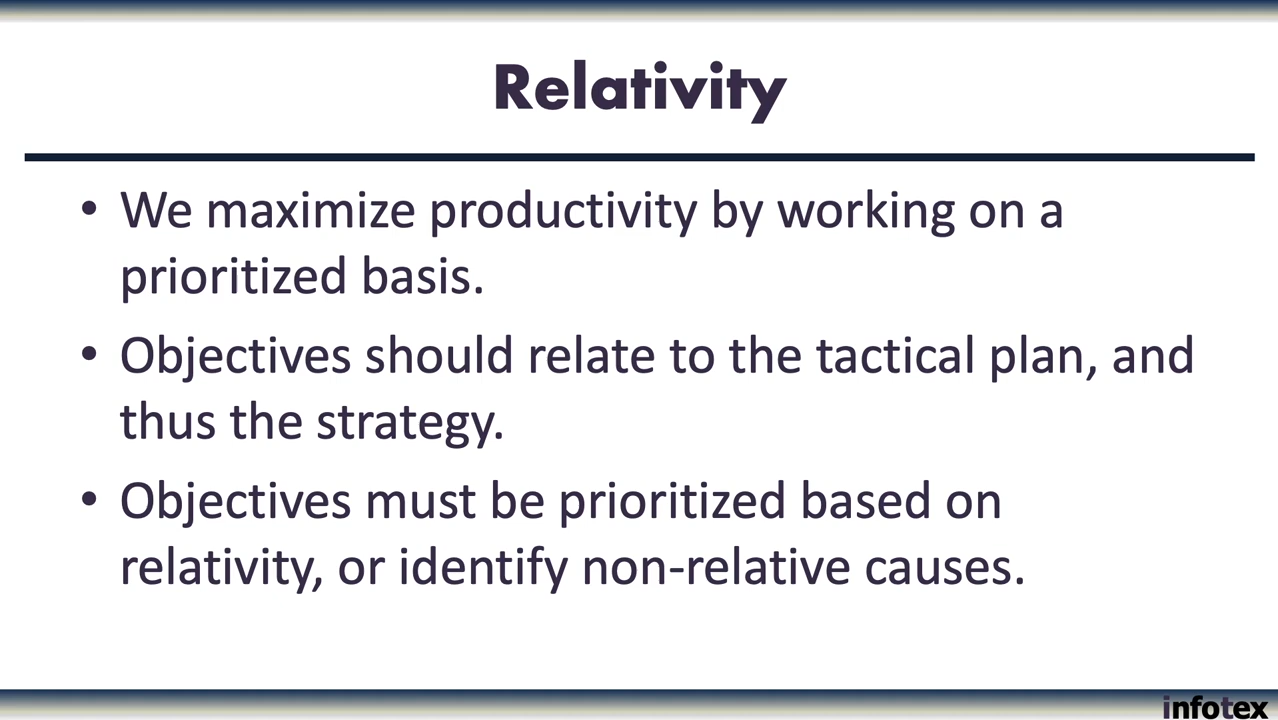 Relativity
• We maximize productivity by working on a
prioritized basis.
• Objectives should relate to the tactical plan, and
thus the strategy.
• Objectives must be prioritized based on
relativity, or identify non-relative causes.
infotex